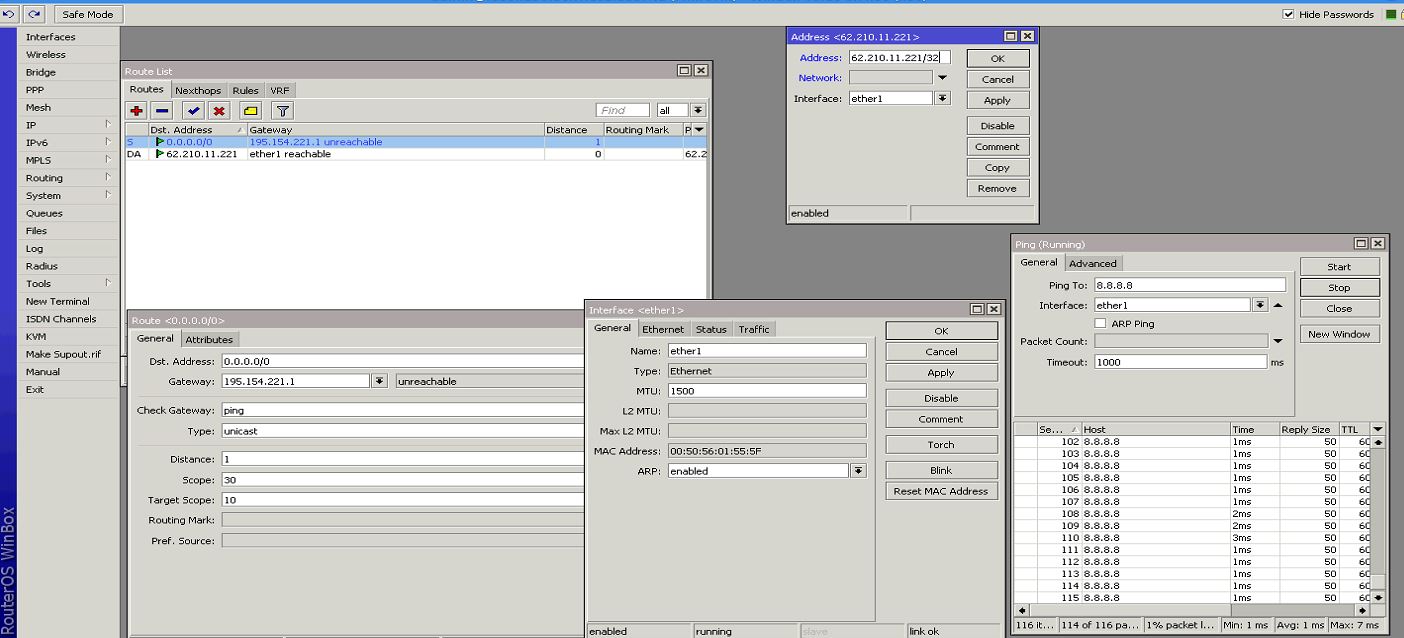 Safe Mode
Hide Passwords
Interfaces
Wireless
Bridge
PPP
Mesh
IP
IPv6
MPLS
Routing
System
Queues
Files
Log
Radius
Tools
New Terminal
ISDN Channels
KVM
Make Supout.rif
Manual
Exit
RouterOS WinBox
Route List
Routes Nexthops Rules VRF
Find all
Dst. Address Gateway Distance Routing Mark P
S 0.0.0.0/0 195.154.221.1 unreachable 1
DA 62.210.11.221 ether1 reachable 0 62.2
Route <0.0.0.0/0>
General Attributes
Dst. Address: 0.0.0.0/0
Gateway: 195.154.221.1 unreachable
Check Gateway: ping
Type: unicast
Distance: 1
Scope: 30
Target Scope: 10
Routing Mark:
Pref. Source:
Interface <ether1>
General Ethernet Status Traffic
Name: ether1
Type: Ethernet
MTU: 1500
L2 MTU:
Max L2 MTU:
MAC Address: 00:50:56:01:55:5F
ARP: enabled
OK
Cancel
Apply
Disable
Comment
Torch
Blink
Reset MAC Address
enabled running slave link ok
Address <62.210.11.221>
Address: 62.210.11.221/32
Network:
Interface: ether1
OK
Cancel
Apply
Disable
Comment
Copy
Remove
enabled
Ping (Running)
General Advanced
Ping To: 8.8.8.8
Interface: ether1
ARP Ping
Packet Count:
Timeout: 1000 ms
Start
Stop
Close
New Window
Se... Host Time Reply Size TTL
102 8.8.8.8 1ms 50 60
103 8.8.8.8 1ms 50 60
104 8.8.8.8 1ms 50 60
105 8.8.8.8 1ms 50 60
106 8.8.8.8 1ms 50 60
107 8.8.8.8 1ms 50 60
108 8.8.8.8 2ms 50 60
109 8.8.8.8 2ms 50 60
110 8.8.8.8 3ms 50 60
111 8.8.8.8 1ms 50 60
112 8.8.8.8 1ms 50 60
113 8.8.8.8 1ms 50 60
114 8.8.8.8 1ms 50 60
115 8.8.8.8 1ms 50 60
116 it... 114 of 116 pa... 1% packet l... Min: 1 ms Avg: 1 ms Max: 7 ms